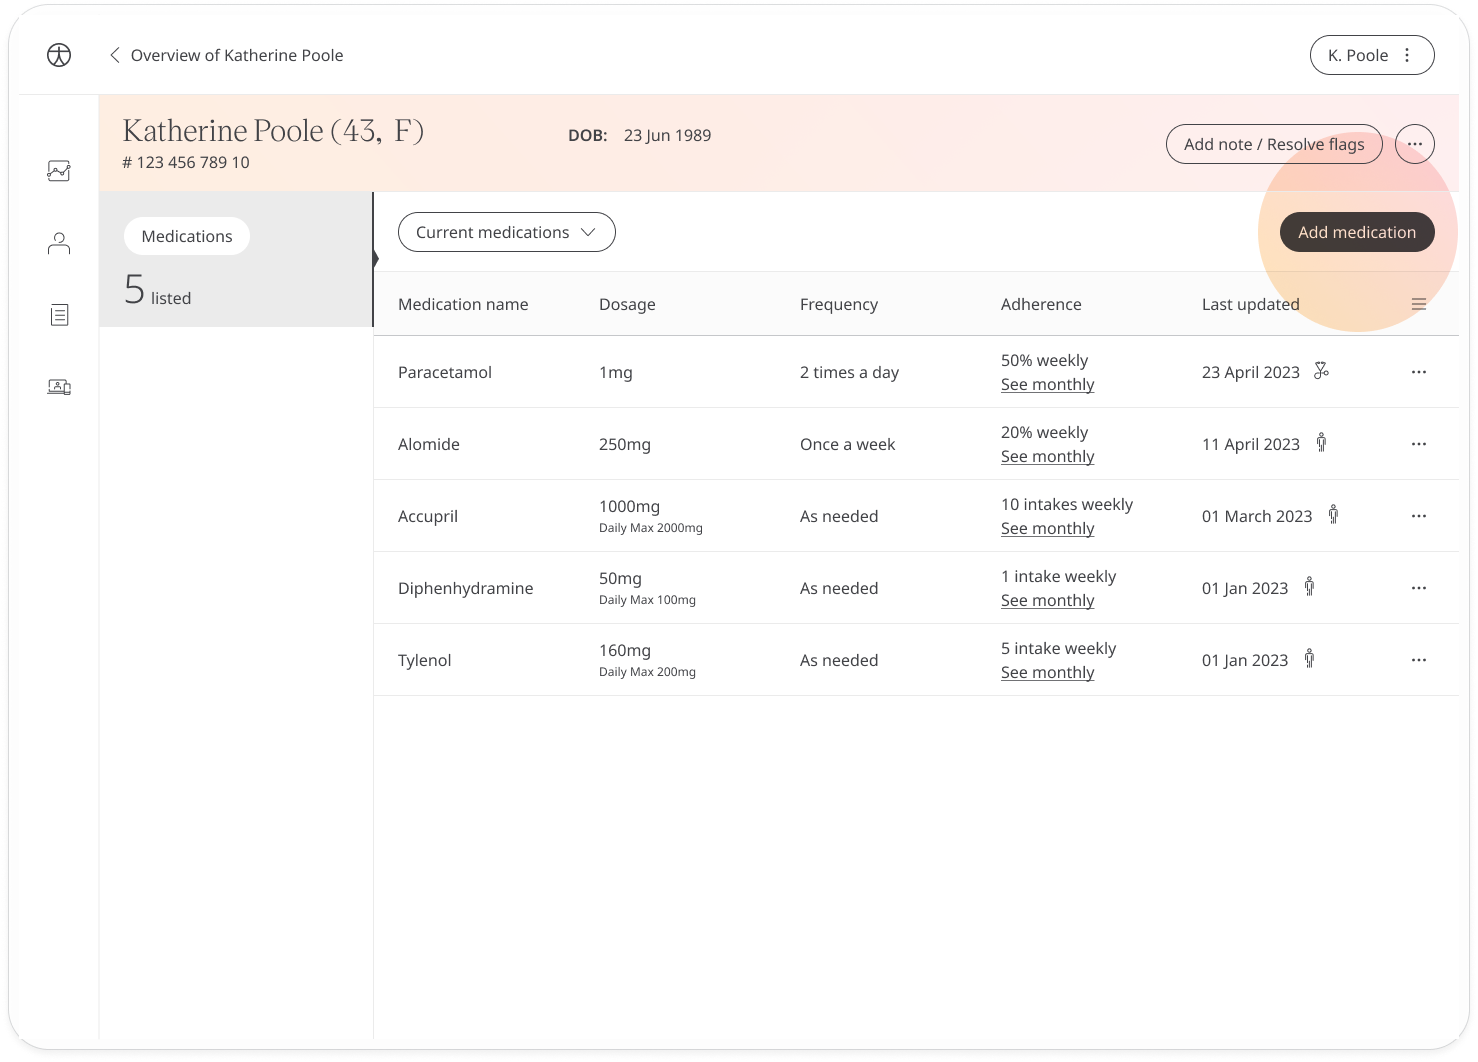 Overview of Katherine Poole
K. Poole
Katherine Poole (43, F)
# 123 456 789 10
DOB: 23 Jun 1989
Add note / Resolve flags
Medications
5 listed
Current medications
Add medication
Medication name Dosage Frequency Adherence Last updated
Paracetamol 1mg 2 times a day 50% weekly 23 April 2023
See monthly
Alomide 250mg Once a week 20% weekly 11 April 2023
See monthly
Accupril 1000mg As needed 10 intakes weekly 01 March 2023
Daily Max 2000mg See monthly
Diphenhydramine 50mg As needed 1 intake weekly 01 Jan 2023
Daily Max 100mg See monthly
Tylenol 160mg As needed 5 intake weekly 01 Jan 2023
Daily Max 200mg See monthly